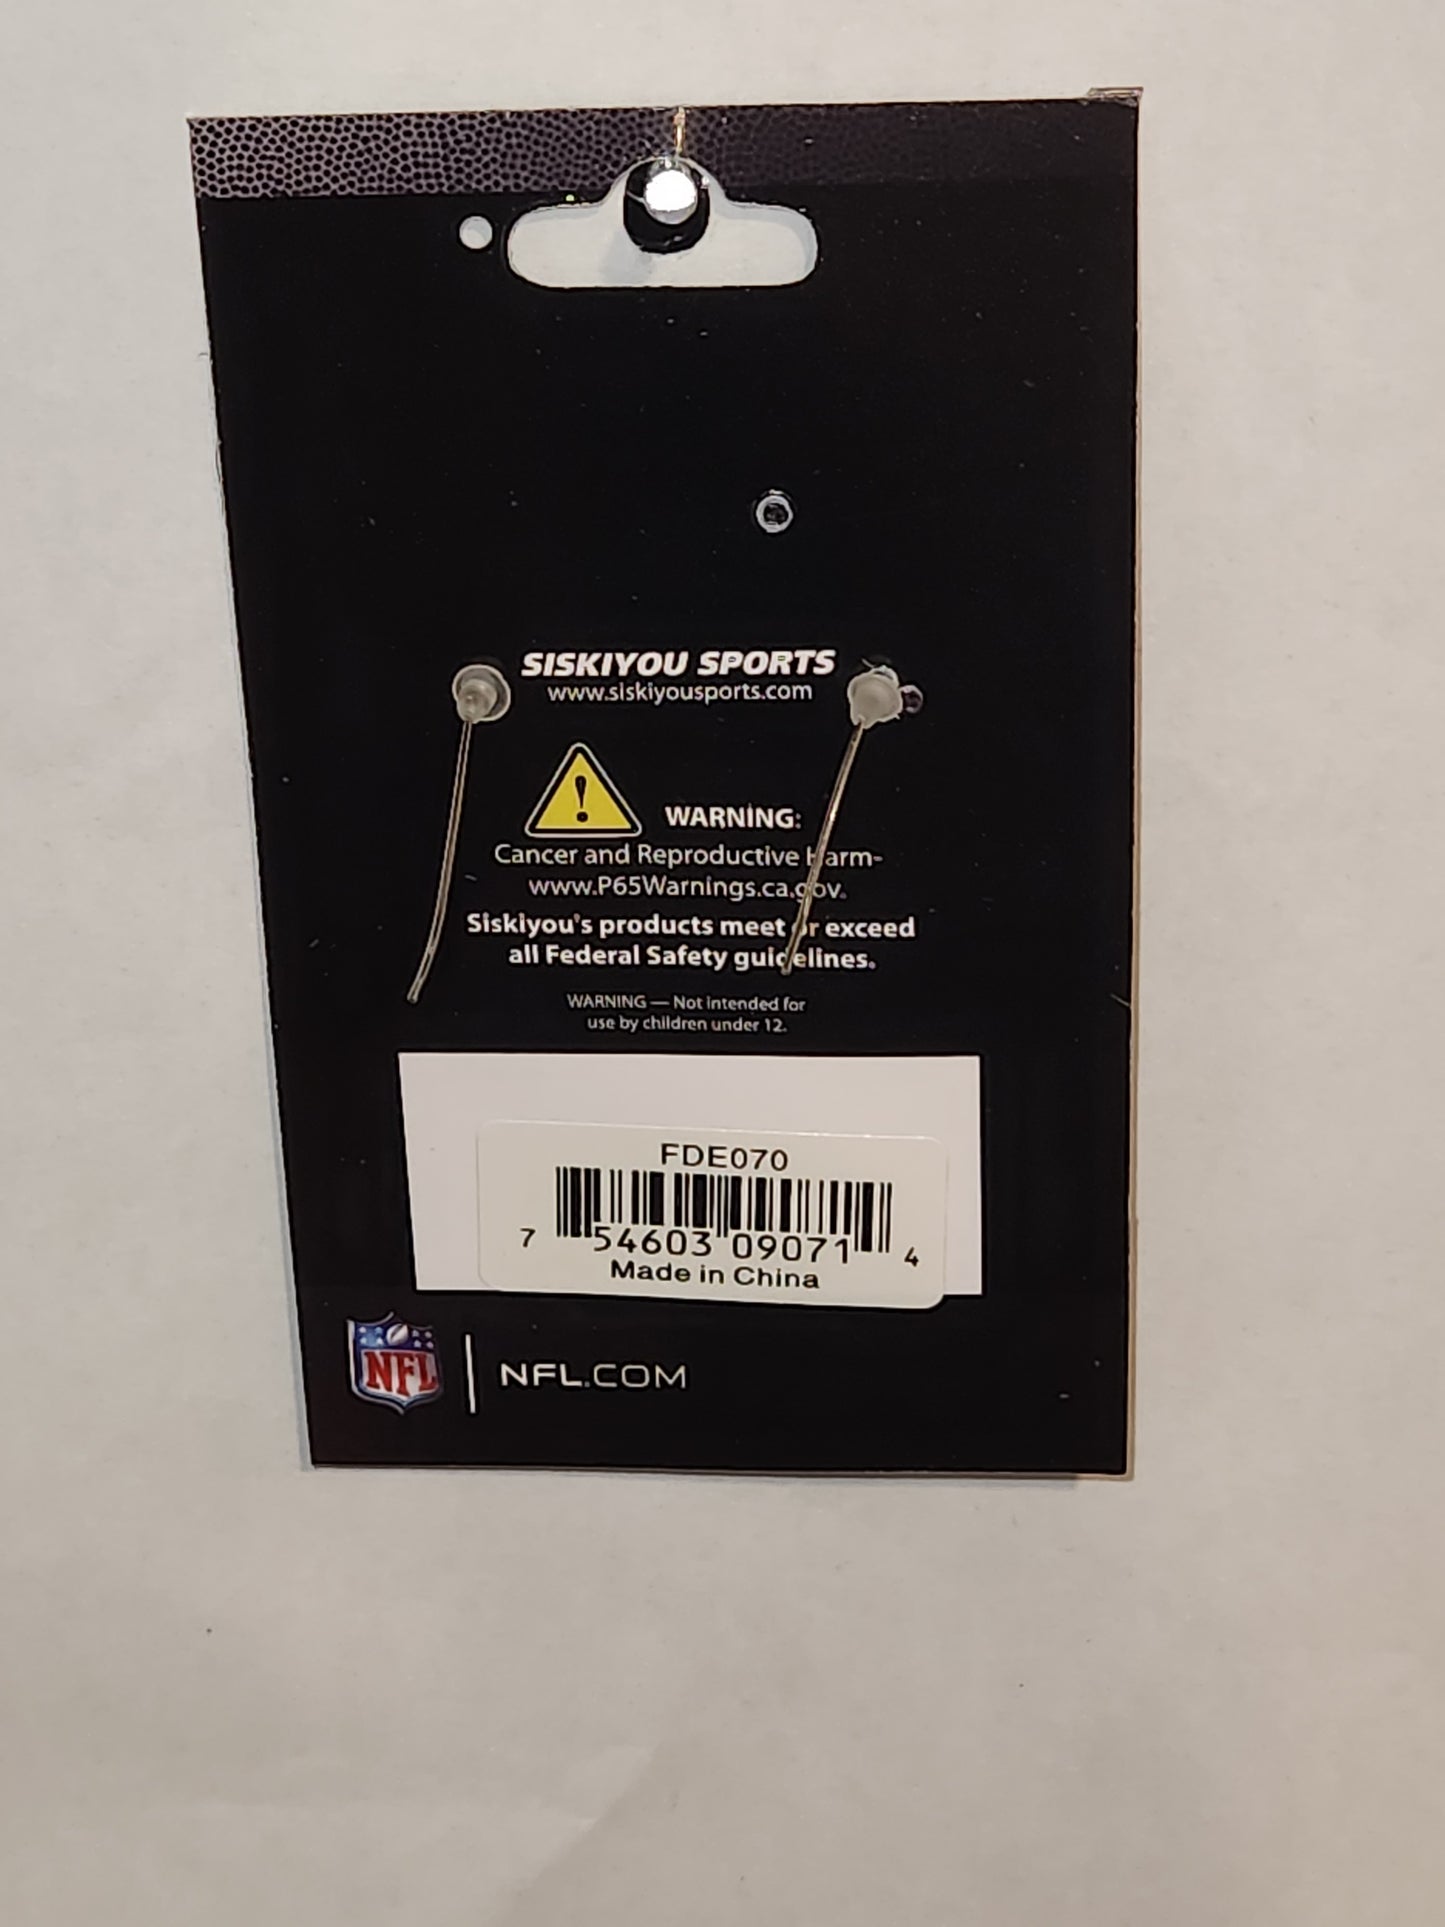 SISKIYOU SPORTS
www.siskiyousports.com
!
WARNING:
Cancer and Reproductive Harm-
www.P65Warnings.ca.gov.
Siskiyou's products meet or exceed
all Federal Safety guidelines.
WARNING — Not intended for
use by children under 12.
FDE070
7 54603 09071 4
Made in China
NFL | NFL.COM